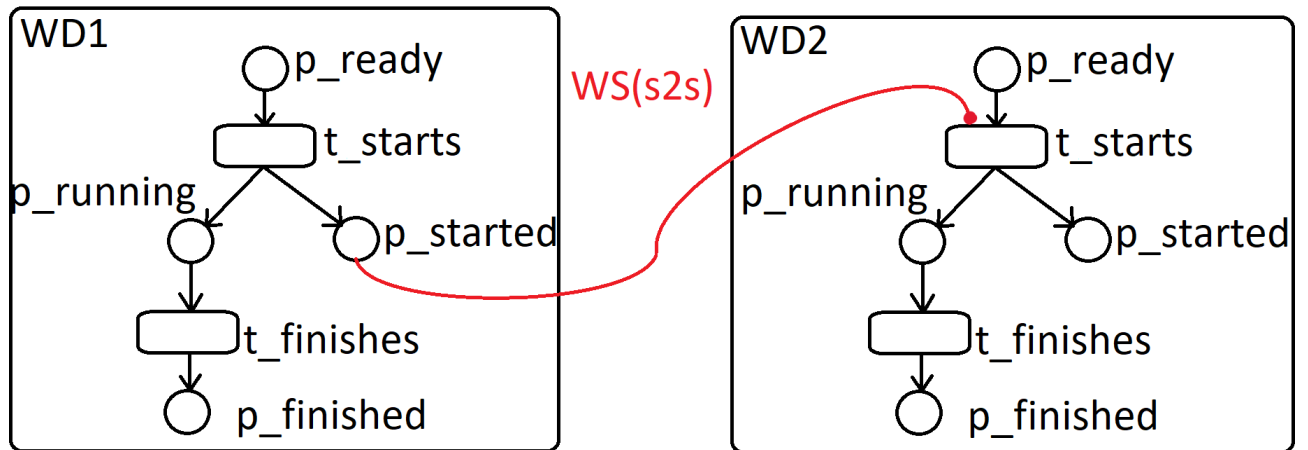 WD1
p_ready
t_starts
p_running
p_started
t_finishes
p_finished
WS(s2s)
WD2
p_ready
t_starts
p_running
p_started
t_finishes
p_finished